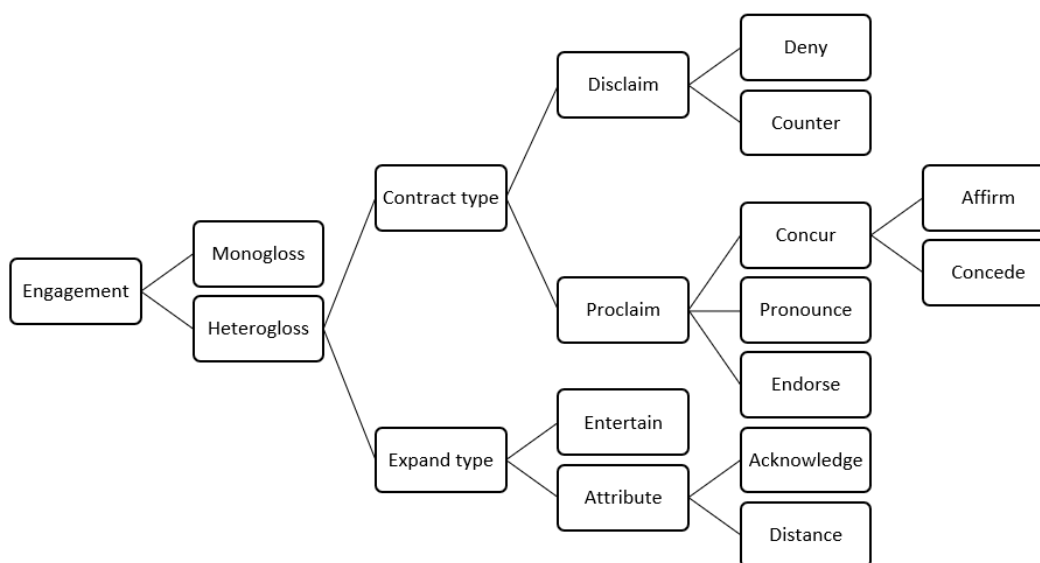 Engagement
Monogloss
Heterogloss
Contract type
Expand type
Disclaim
Proclaim
Entertain
Attribute
Deny
Counter
Concur
Pronounce
Endorse
Acknowledge
Distance
Affirm
Concede